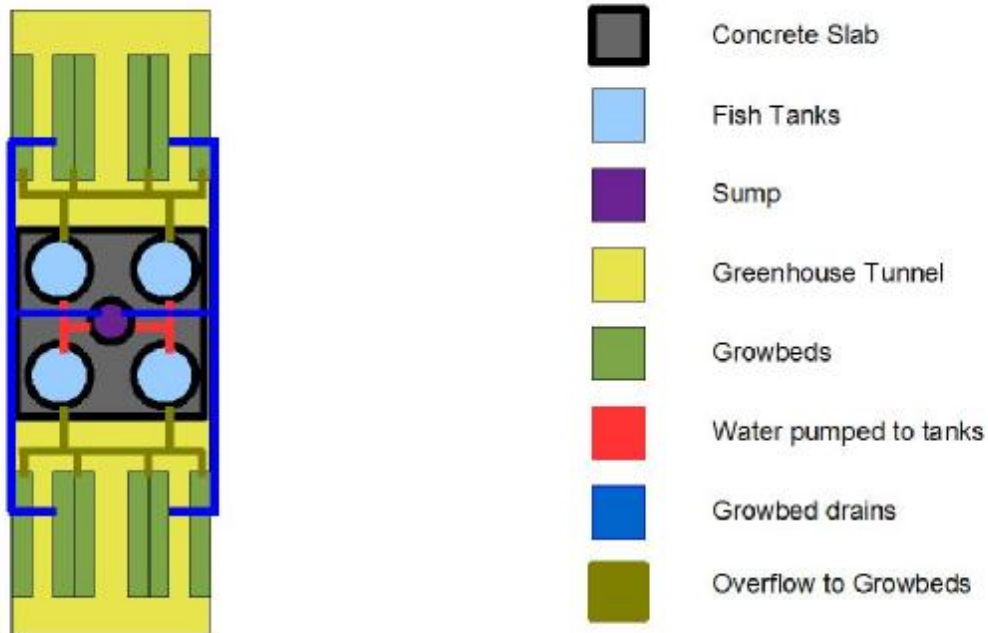 Concrete Slab
Fish Tanks
Sump
Greenhouse Tunnel
Growbeds
Water pumped to tanks
Growbed drains
Overflow to Growbeds